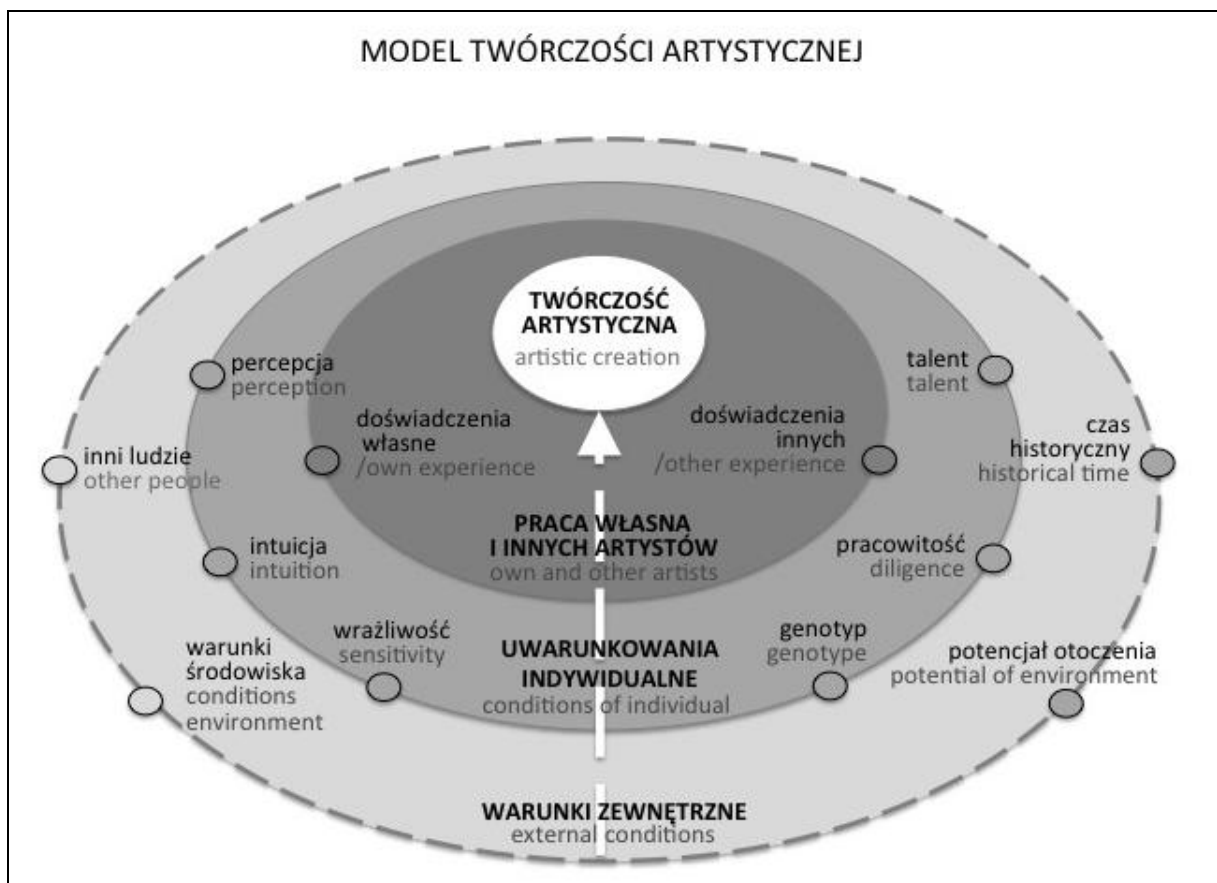 MODEL TWÓRCZOŚCI ARTYSTYCZNEJ
TWÓRCZOŚĆ
ARTYSTYCZNA
artistic creation
percepcja
perception
talent
talent
doświadczenia
własne
/own experience
doświadczenia
innych
/other experience
inni ludzie
other people
czas
historyczny
historical time
PRACA WŁASNA
I INNYCH ARTYSTÓW
own and other artists
intuicja
intuition
pracowitość
diligence
wrażliwość
sensitivity
genotyp
genotype
UWARUNKOWANIA
INDYWIDUALNE
conditions of individual
warunki
środowiska
conditions
environment
potencjał otoczenia
potential of environment
WARUNKI ZEWNĘTRZNE
external conditions